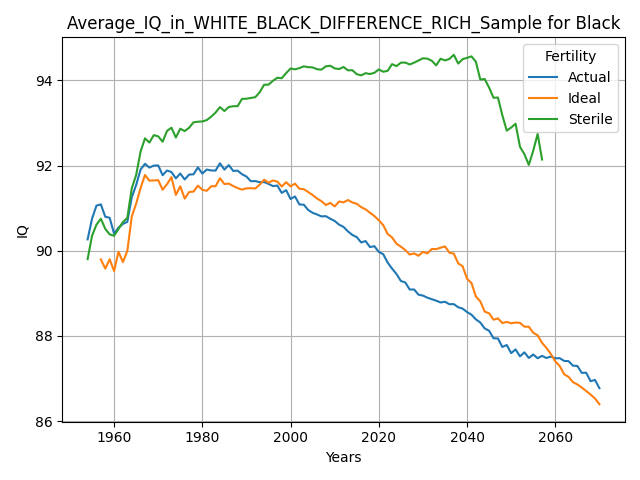 Average_IQ_in_WHITE_BLACK_DIFFERENCE_RICH_Sample for Black
Fertility
Actual
Ideal
Sterile
94
92
90
88
86
IQ
1960 1980 2000 2020 2040 2060
Years